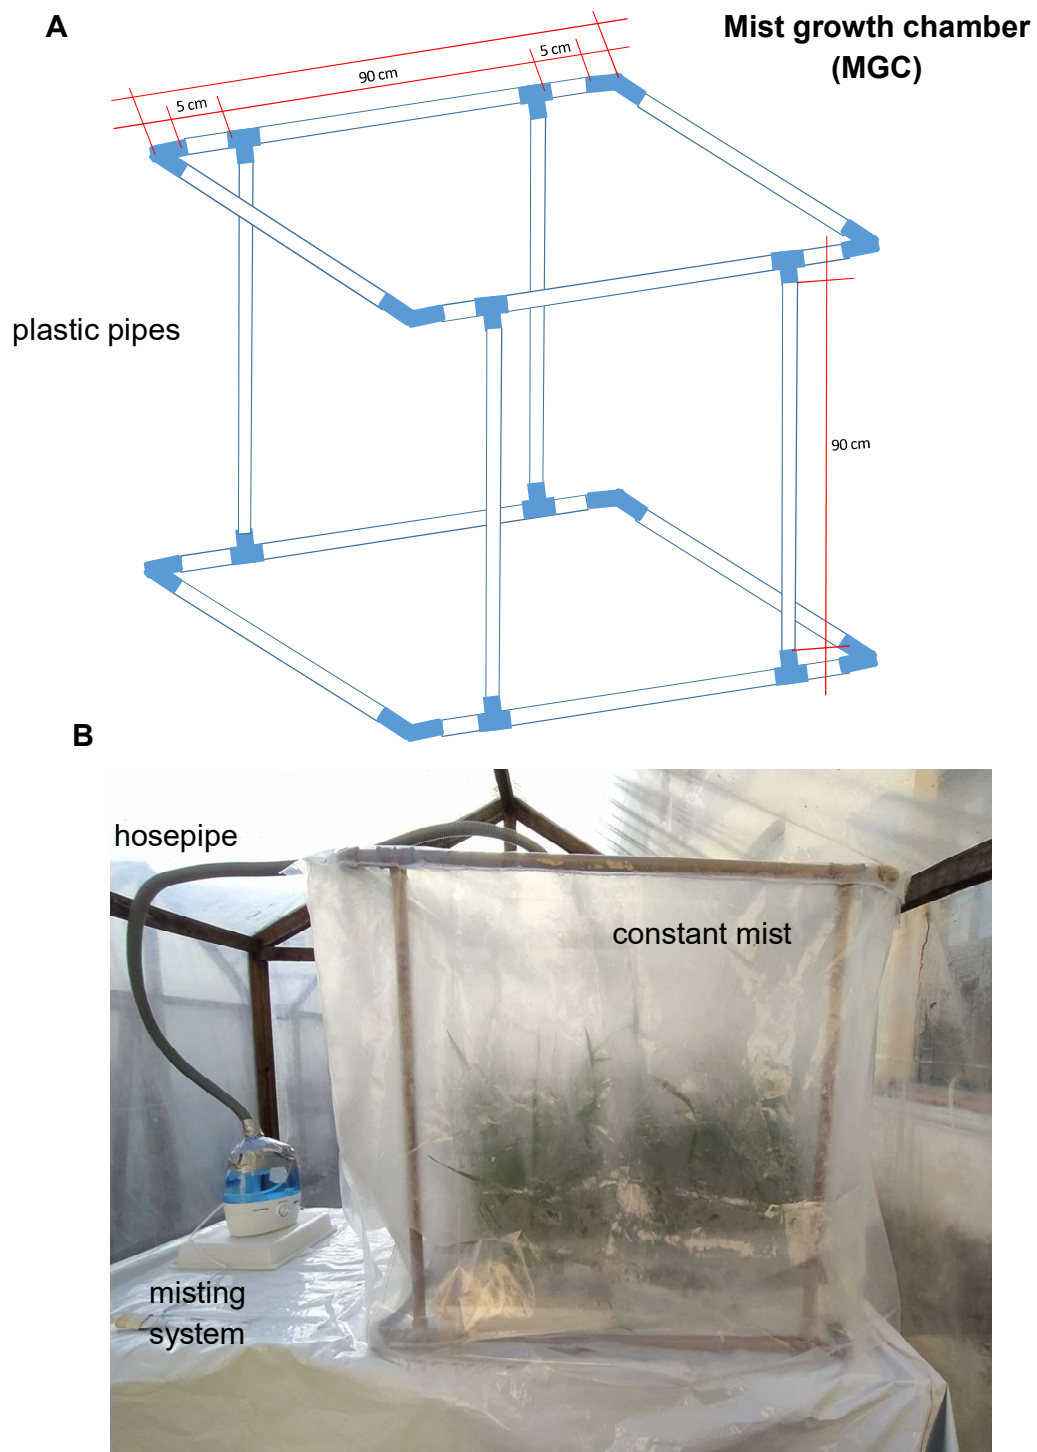 A
Mist growth chamber
(MGC)
5 cm
90 cm
5 cm
plastic pipes
90 cm
B
hosepipe
constant mist
misting
system